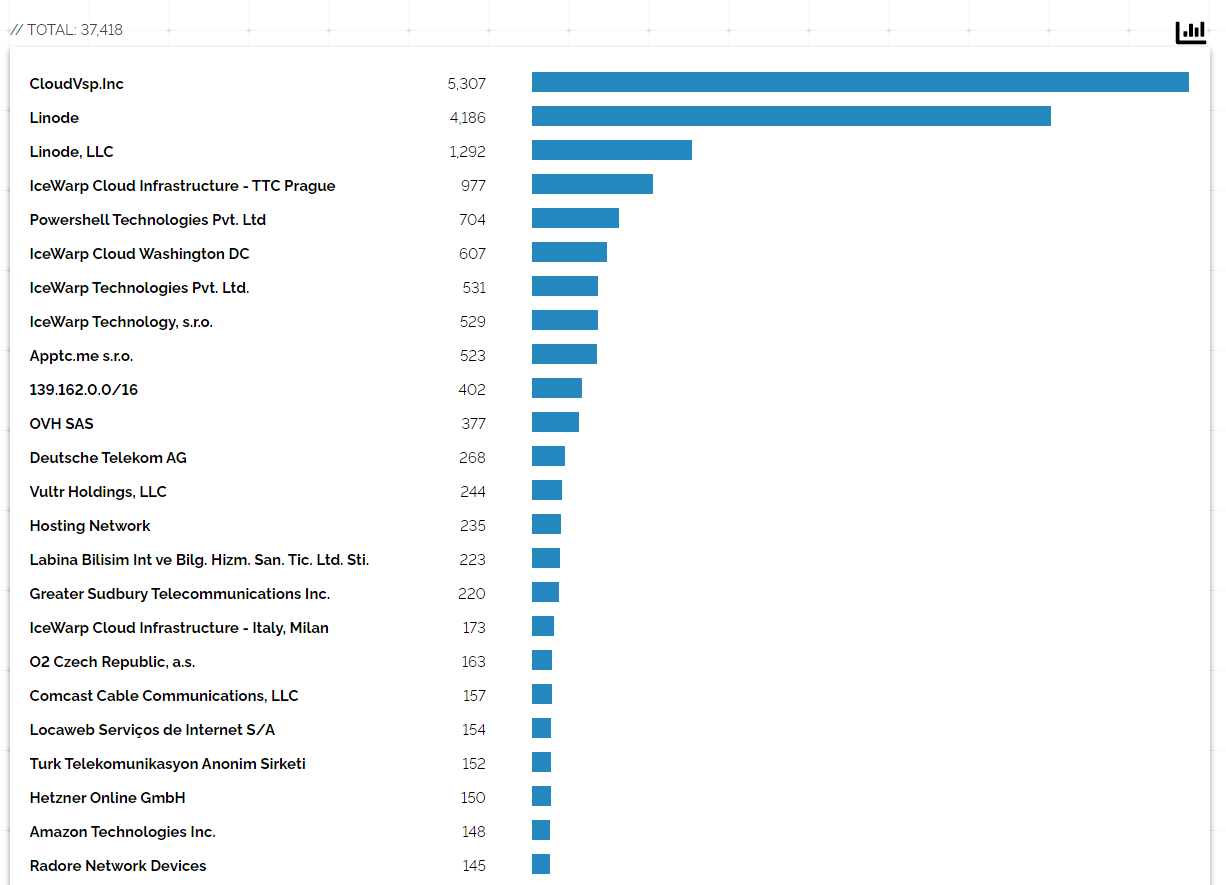 // TOTAL: 37,418
CloudVsp.Inc 5,307
Linode 4,186
Linode, LLC 1,292
IceWarp Cloud Infrastructure - TTC Prague 977
Powershell Technologies Pvt. Ltd 704
IceWarp Cloud Washington DC 607
IceWarp Technologies Pvt. Ltd. 531
IceWarp Technology, s.r.o. 529
Apptc.me s.r.o. 523
139.162.0.0/16 402
OVH SAS 377
Deutsche Telekom AG 268
Vultr Holdings, LLC 244
Hosting Network 235
Labina Bilisim Int ve Bilg. Hizm. San. Tic. Ltd. Sti. 223
Greater Sudbury Telecommunications Inc. 220
IceWarp Cloud Infrastructure - Italy, Milan 173
O2 Czech Republic, a.s. 163
Comcast Cable Communications, LLC 157
Locaweb Serviços de Internet S/A 154
Turk Telekomunikasyon Anonim Sirketi 152
Hetzner Online GmbH 150
Amazon Technologies Inc. 148
Radore Network Devices 145